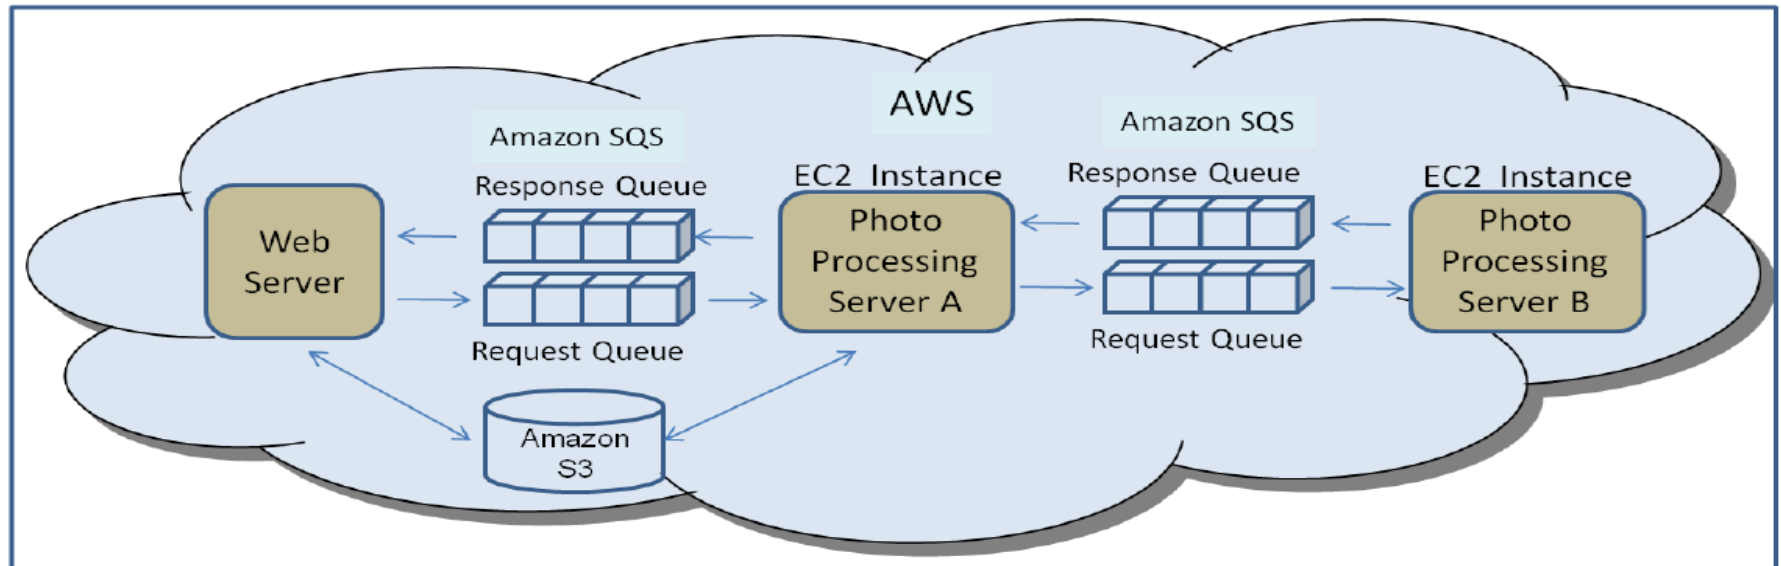 AWS
Amazon SQS
Response Queue
Web
Server
Request Queue
Amazon
S3
EC2 Instance
Photo
Processing
Server A
Amazon SQS
Response Queue
Request Queue
EC2 Instance
Photo
Processing
Server B